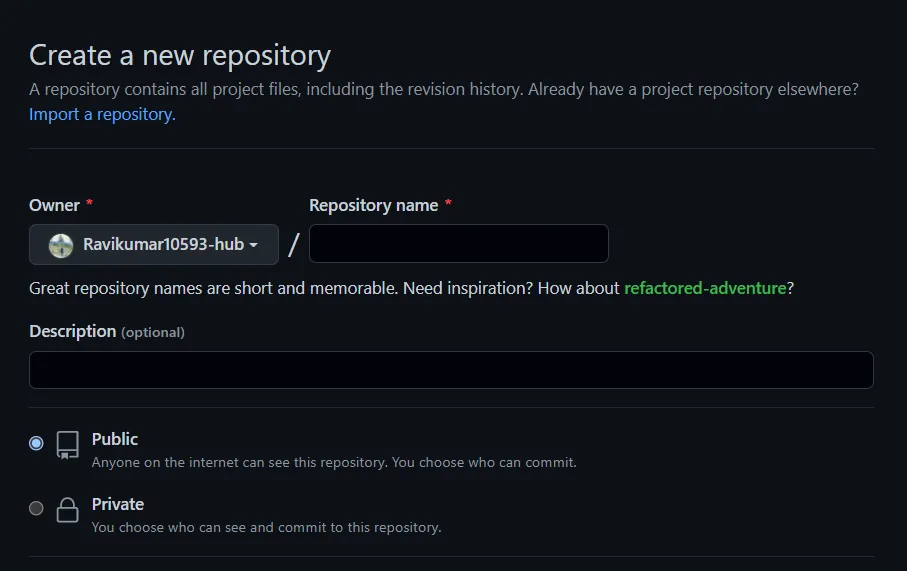 Create a new repository
A repository contains all project files, including the revision history. Already have a project repository elsewhere?
Import a repository.
Owner * Repository name *
Ravikumar10593-hub /
Great repository names are short and memorable. Need inspiration? How about refactored-adventure?
Description (optional)
Public
Anyone on the internet can see this repository. You choose who can commit.
Private
You choose who can see and commit to this repository.